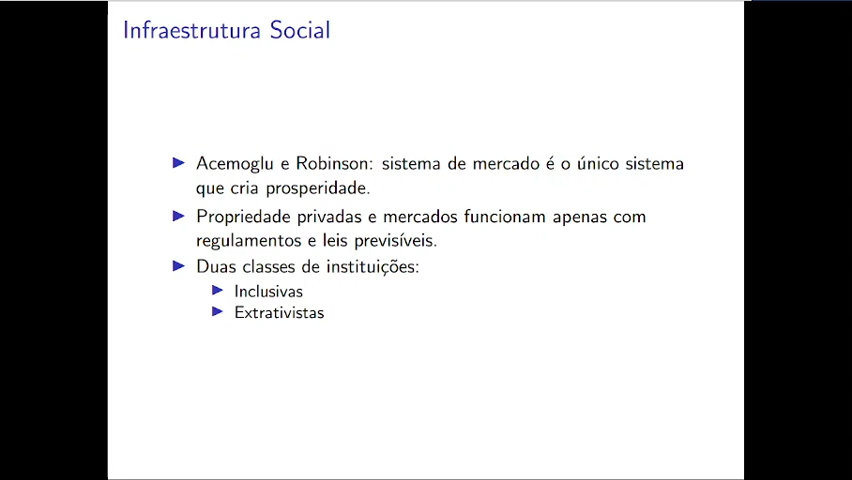 Infraestrutura Social
Acemoglu e Robinson: sistema de mercado é o único sistema
que cria prosperidade.
Propriedade privadas e mercados funcionam apenas com
regulamentos e leis previsíveis.
Duas classes de instituições:
Inclusivas
Extrativistas